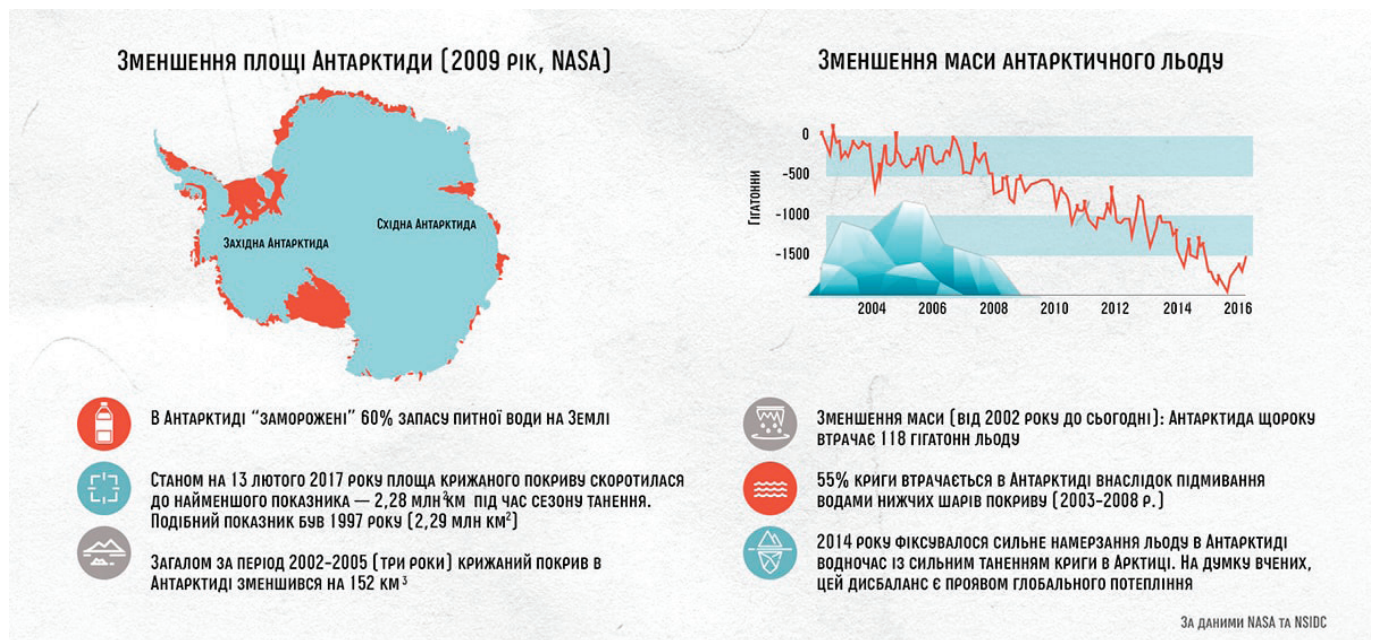 Зменшення площі Антарктиди (2009 рік, NASA)
Західна Антарктида
Східна Антарктида
В Антарктиді “заморожені” 60% запасу питної води на Землі
Станом на 13 лютого 2017 року площа крижаного покриву скоротилася
до найменшого показника — 2,28 млн²км під час сезону танення.
Подібний показник був 1997 року (2,29 млн км²)
Загалом за період 2002-2005 (три роки) крижаний покрив в
Антарктиді зменшився на 152 км³
Зменшення маси антарктичного льоду
Гігатонни
0
-500
-1000
-1500
2004 2006 2008 2010 2012 2014 2016
Зменшення маси (від 2002 року до сьогодні): Антарктида щороку
втрачає 118 гігатонн льоду
55% криги втрачається в Антарктиді внаслідок підмивання
водами нижчих шарів покриву (2003-2008 р.)
2014 року фіксувалося сильне намерзання льоду в Антарктиді
водночас із сильним таненням криги в Арктиці. На думку вчених,
цей дисбаланс є проявом глобального потепління
За даними NASA та NSIDC